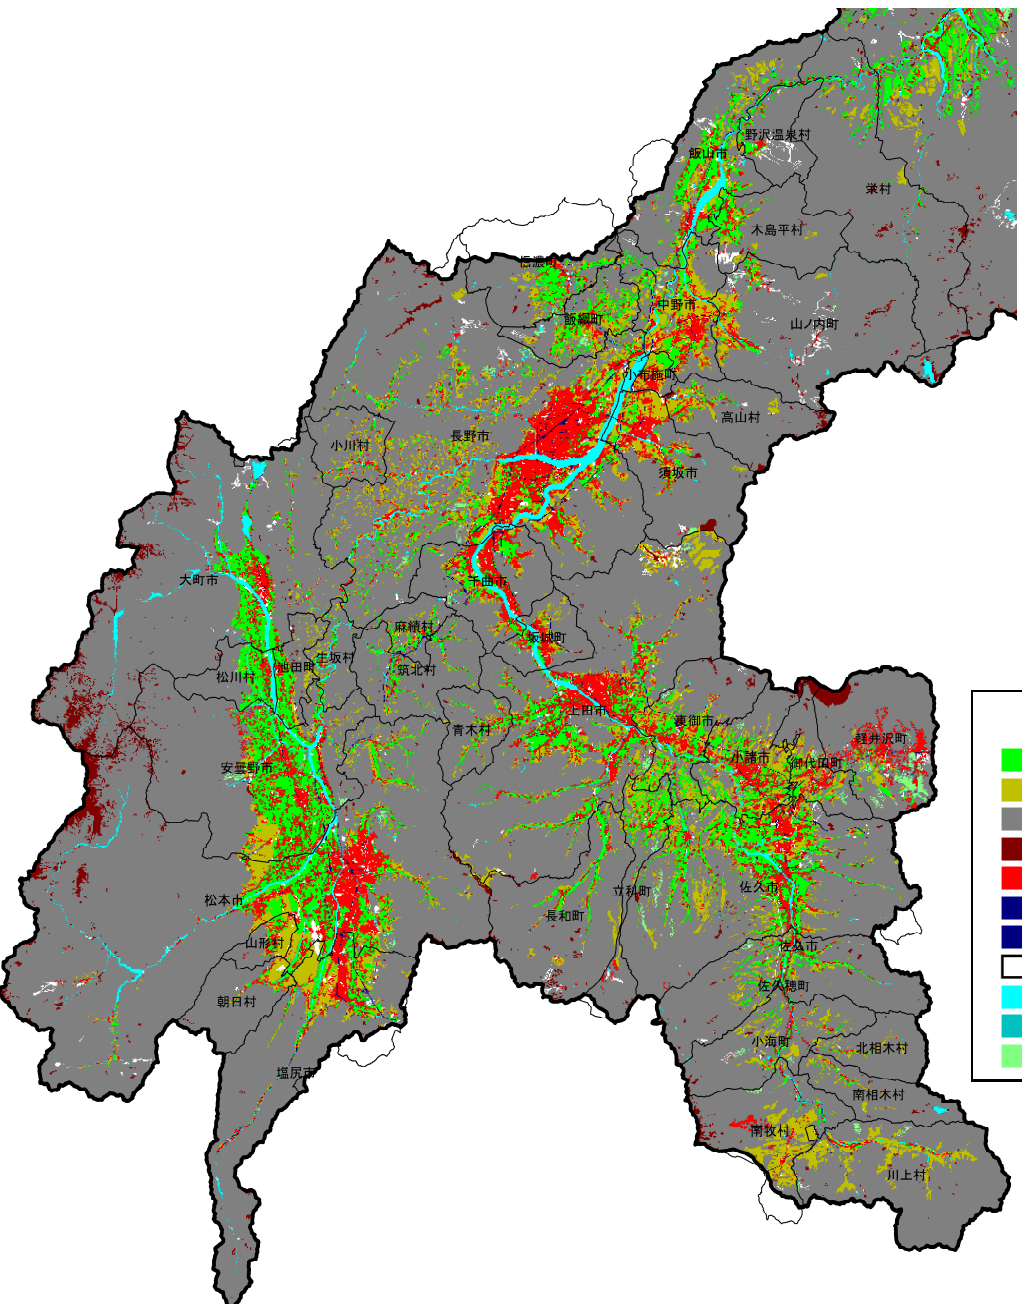 野沢温泉村
飯山市
栄村
木島平村
信濃町
中野市
飯綱町
山ノ内町
小布施町
高山村
長野市
小川村
須坂市
大町市
千曲市
麻績村
坂城町
生坂村
池田町
筑北村
松川村
上田市
東御市
青木村
軽井沢町
小諸市
御代田町
安曇野市
佐久市
立科町
松本市
長和町
山形村
佐久市
佐久穂町
朝日村
小海町
北相木村
塩尻市
南相木村
南牧村
川上村